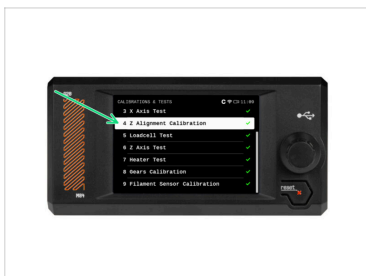 CALIBRATIONS & TESTS 11:09
3 X Axis Test
4 Z Alignment Calibration
5 Loadcell Test
6 Z Axis Test
7 Heater Test
8 Gears Calibration
9 Filament Sensor Calibration
reset